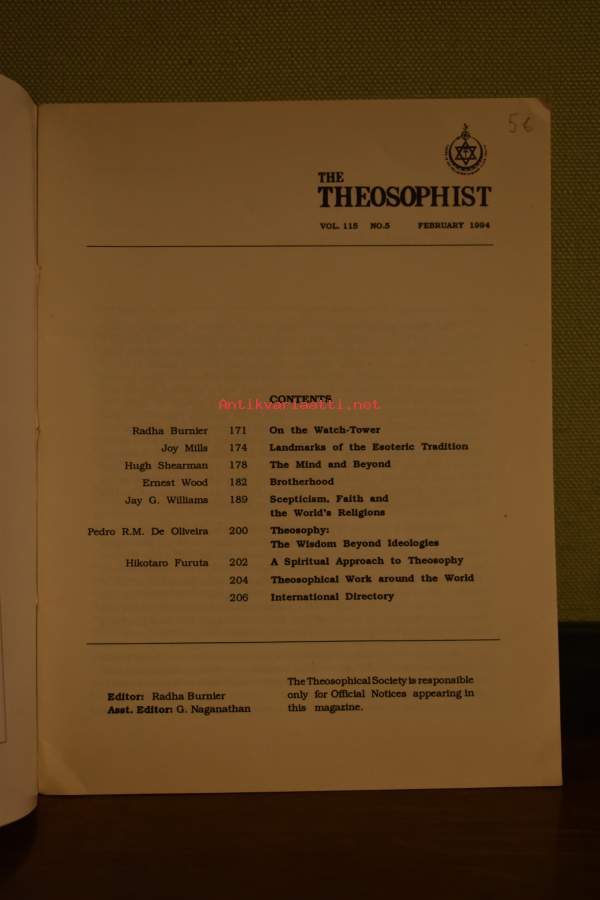 5€
THE
THEOSOPHIST
VOL. 115 NO.5 FEBRUARY 1994
CONTENTS
Antikvariaatti.net
Radha Burnier 171 On the Watch-Tower
Joy Mills 174 Landmarks of the Esoteric Tradition
Hugh Shearman 178 The Mind and Beyond
Ernest Wood 182 Brotherhood
Jay G. Williams 189 Scepticism, Faith and
the World's Religions
Pedro R.M. De Oliveira 200 Theosophy:
The Wisdom Beyond Ideologies
Hikotaro Furuta 202 A Spiritual Approach to Theosophy
204 Theosophical Work around the World
206 International Directory
Editor: Radha Burnier
Asst. Editor: G. Naganathan
The Theosophical Society is responsible
only for Official Notices appearing in
this magazine.